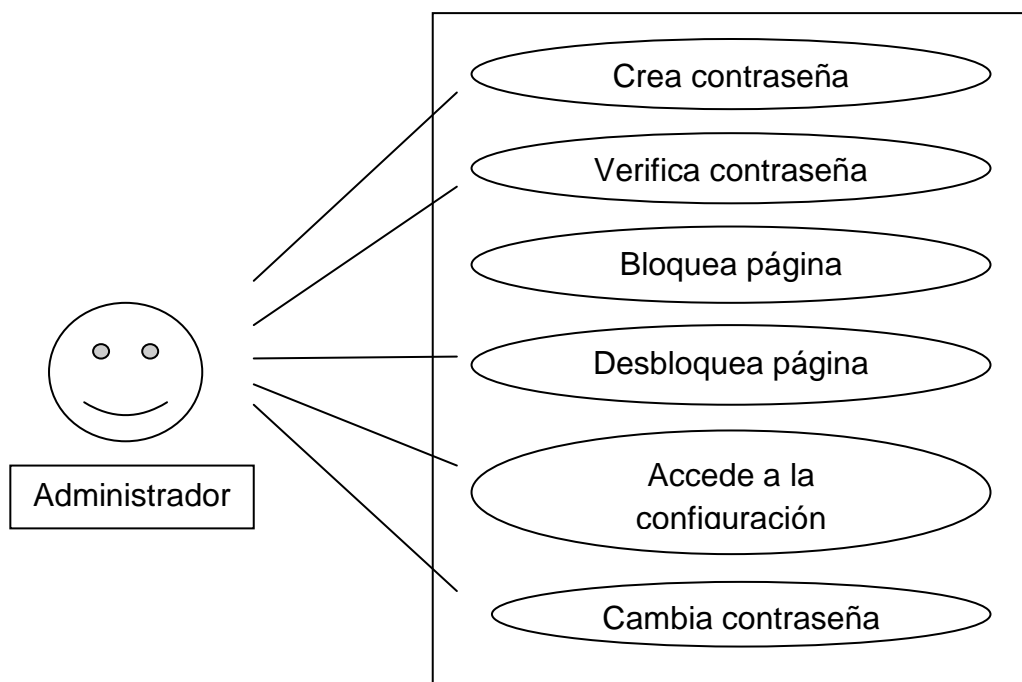 Crea contraseña
Verifica contraseña
Bloquea página
Desbloquea página
Administrador
Accede a la
configuración
Cambia contraseña